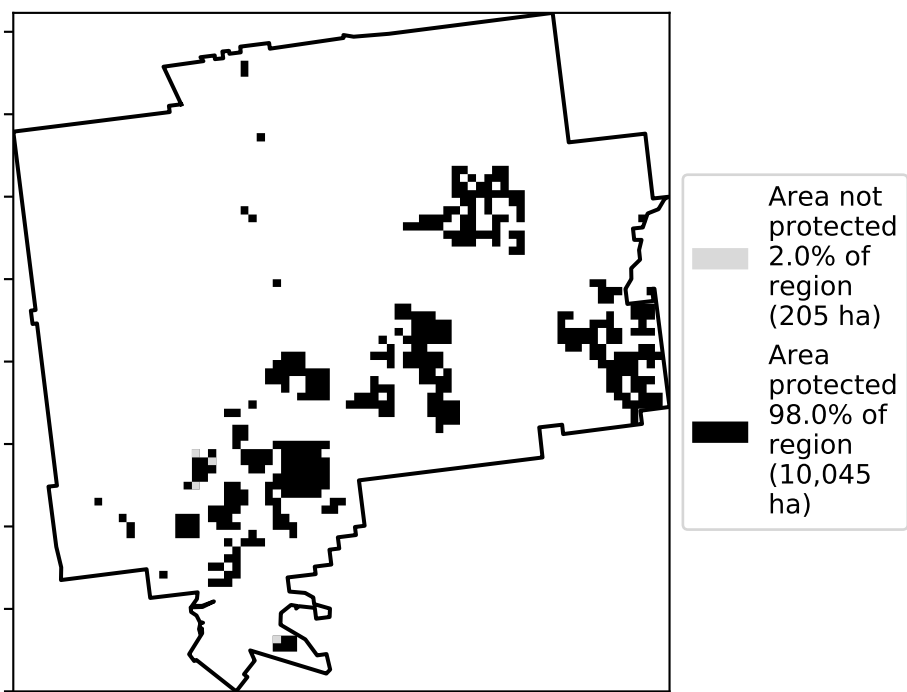 Area not
protected
2.0% of
region
(205 ha)
Area
protected
98.0% of
region
(10,045
ha)